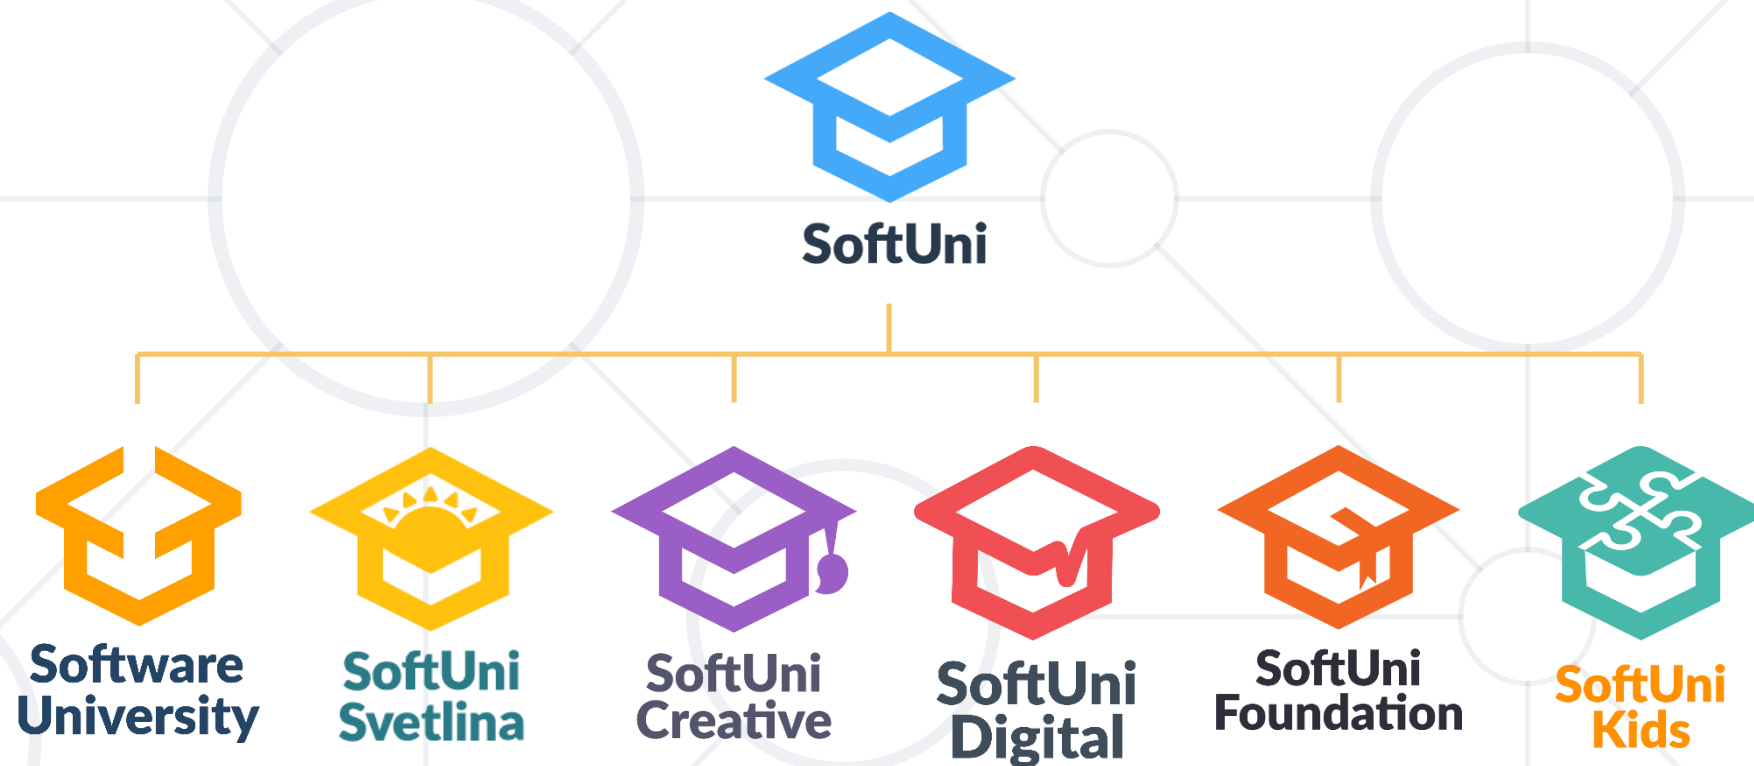 SoftUni
Software
University
SoftUni
Svetlina
SoftUni
Creative
SoftUni
Digital
SoftUni
Foundation
SoftUni
Kids